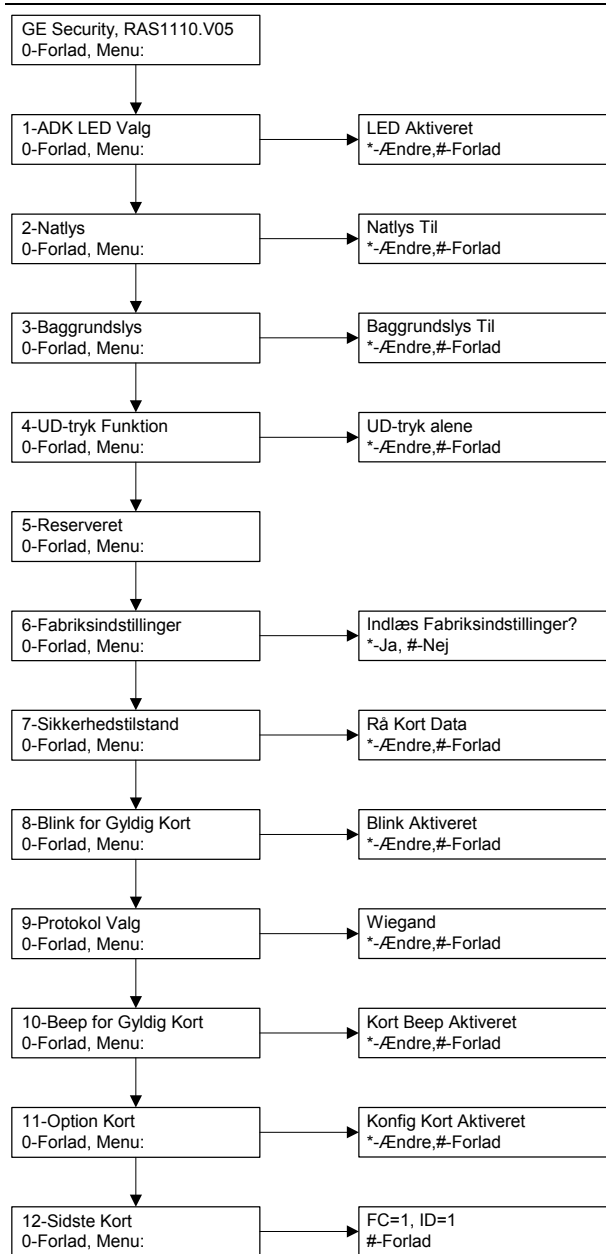 GE Security, RAS1110.V05
0-Forlad, Menu:
1-ADK LED Valg
0-Forlad, Menu:
LED Aktiveret
*-Ændre,#-Forlad
2-Natlys
0-Forlad, Menu:
Natlys Til
*-Ændre,#-Forlad
3-Baggrundslys
0-Forlad, Menu:
Baggrundslys Til
*-Ændre,#-Forlad
4-UD-tryk Funktion
0-Forlad, Menu:
UD-tryk alene
*-Ændre,#-Forlad
5-Reserveret
0-Forlad, Menu:
6-Fabriksindstillinger
0-Forlad, Menu:
Indlæs Fabriksindstillinger?
*-Ja, #-Nej
7-Sikkerhedstilstand
0-Forlad, Menu:
Rå Kort Data
*-Ændre,#-Forlad
8-Blink for Gyldig Kort
0-Forlad, Menu:
Blink Aktiveret
*-Ændre,#-Forlad
9-Protokol Valg
0-Forlad, Menu:
Wiegand
*-Ændre,#-Forlad
10-Beep for Gyldig Kort
0-Forlad, Menu:
Kort Beep Aktiveret
*-Ændre,#-Forlad
11-Option Kort
0-Forlad, Menu:
Konfig Kort Aktiveret
*-Ændre,#-Forlad
12-Sidste Kort
0-Forlad, Menu:
FC=1, ID=1
#-Forlad